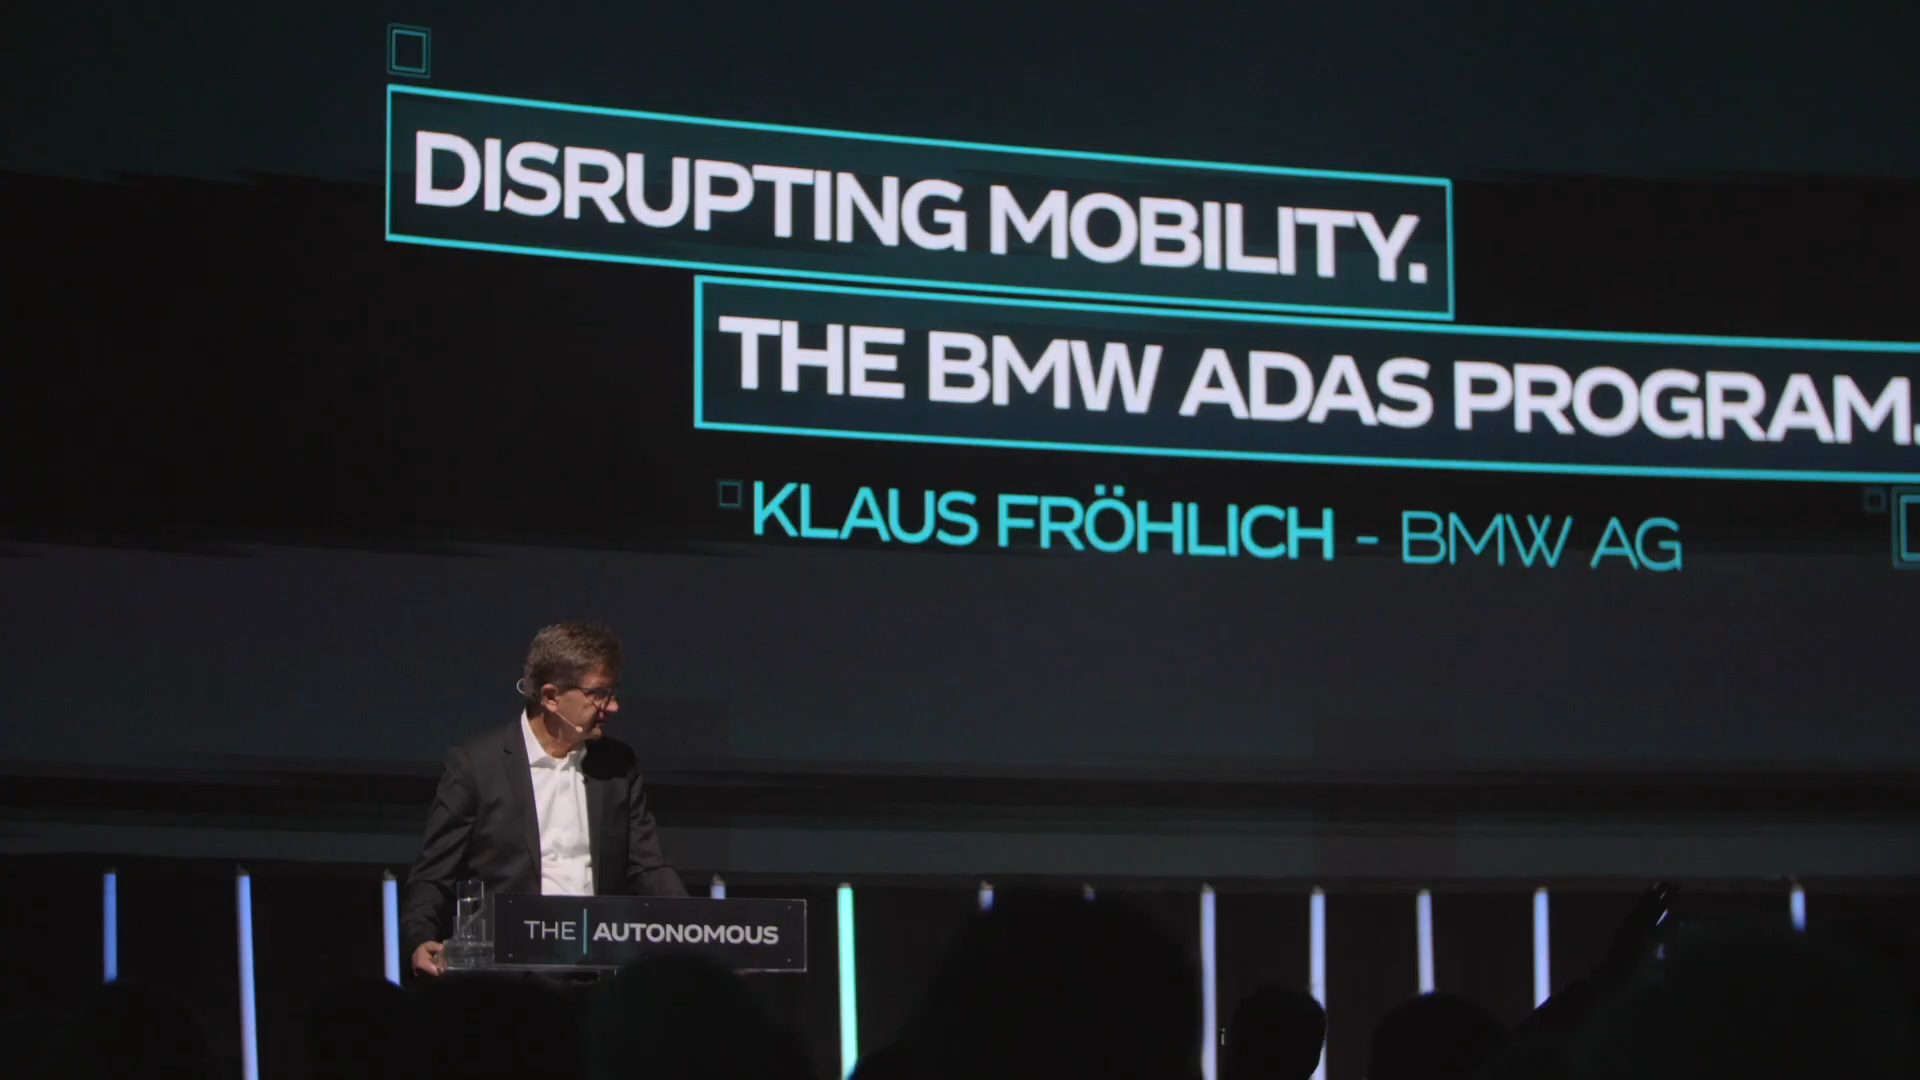 DISRUPTING MOBILITY.
THE BMW ADAS PROGRAM.
KLAUS FRÖHLICH - BMW AG
THE AUTONOMOUS